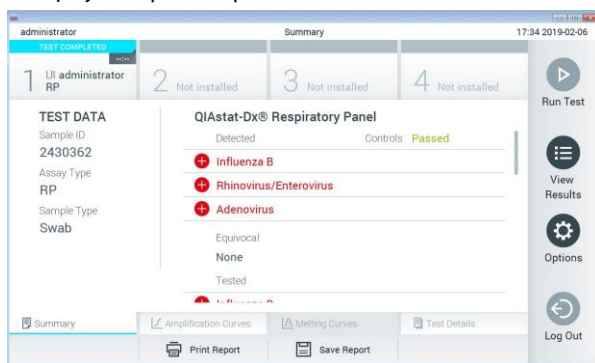 administrator Summary 17:34 2019-02-06
TEST COMPLETED
1 UI administrator RP
2 Not installed
3 Not installed
4 Not installed
Run Test
TEST DATA
Sample ID
2430362
Assay Type
RP
Sample Type
Swab
QIAstat-Dx® Respiratory Panel
Detected Controls Passed
Influenza B
Rhinovirus/Enterovirus
Adenovirus
Equivocal
None
Tested
View Results
Options
Log Out
Summary
Amplification Curves
Melting Curves
Test Details
Print Report
Save Report